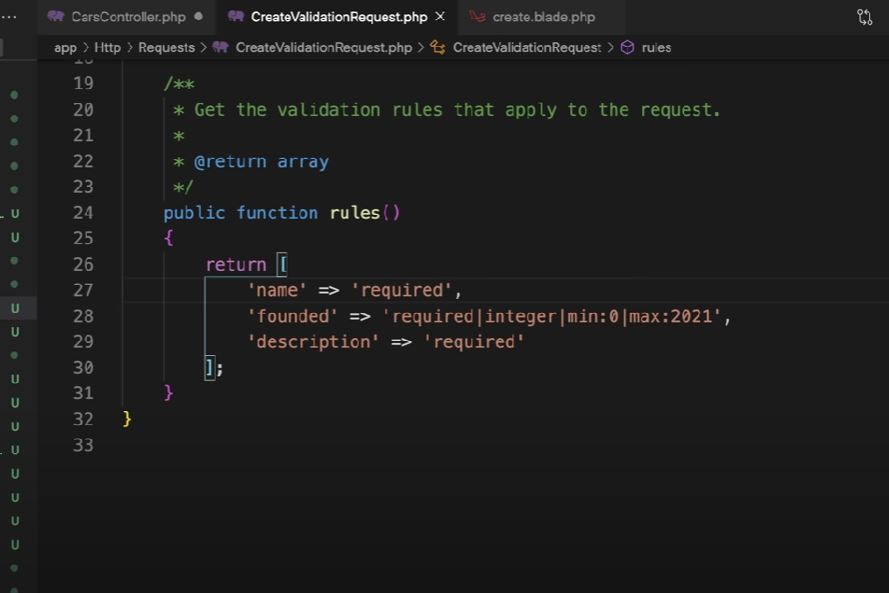 CarsController.php
CreateValidationRequest.php
create.blade.php
app > Http > Requests > CreateValidationRequest.php > CreateValidationRequest > rules
19 /**
20 * Get the validation rules that apply to the request.
21 *
22 * @return array
23 */
24 public function rules()
25 {
26 return [
27 'name' => 'required',
28 'founded' => 'required|integer|min:0|max:2021',
29 'description' => 'required'
30 ];
31 }
32 }
33
U
U
U
U
U
U
U
U
U
U
U
U